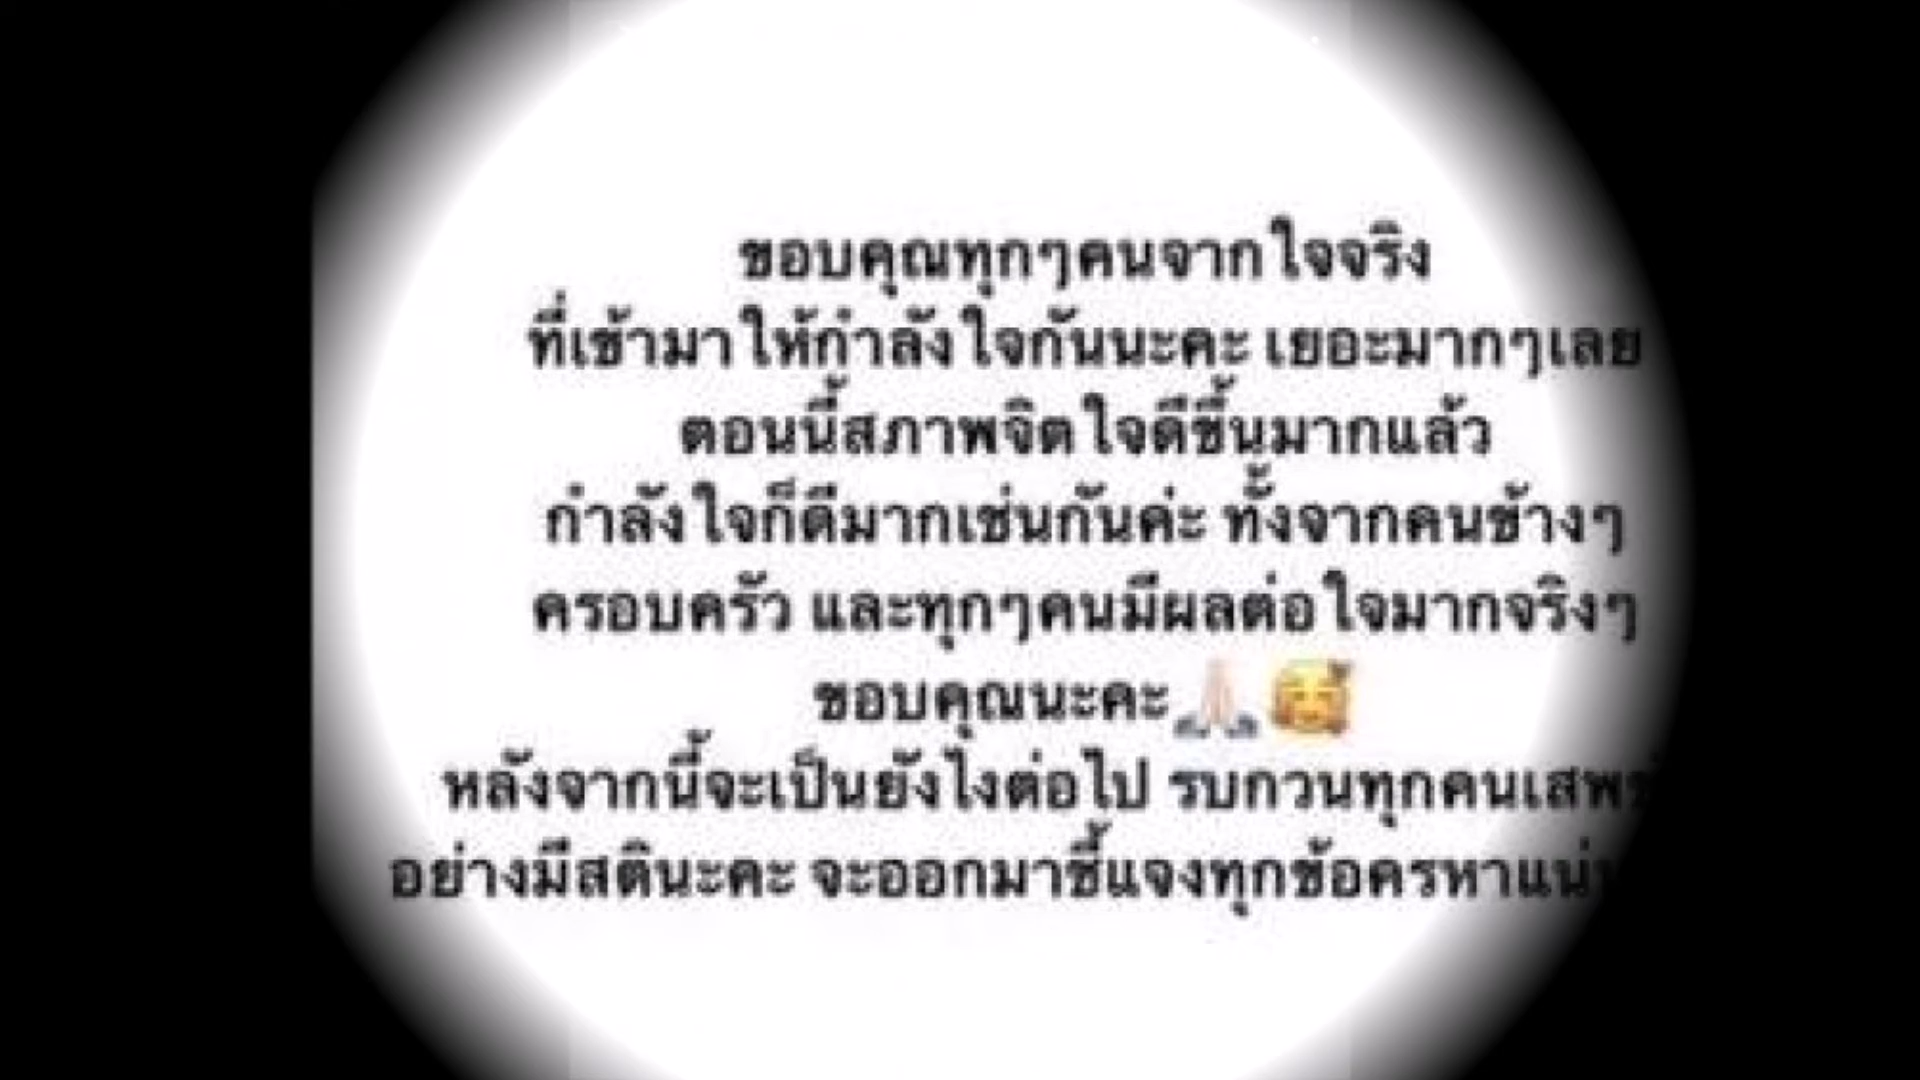 ขอบคุณทุกๆคนจากใจจริง
ที่เข้ามาให้กำลังใจกันนะคะ เยอะมากๆเลย
ตอนนี้สภาพจิตใจดีขึ้นมากแล้ว
กำลังใจก็ดีมากเช่นกันค่ะ ทั้งจากคนข้างๆ
ครอบครัว และทุกๆคนมีผลต่อใจมากจริงๆ
ขอบคุณนะคะ🙏🏻🥰
หลังจากนี้จะเป็นยังไงต่อไป รบกวนทุกคนเสพ
อย่างมีสตินะคะ จะออกมาชี้แจงทุกข้อครหา